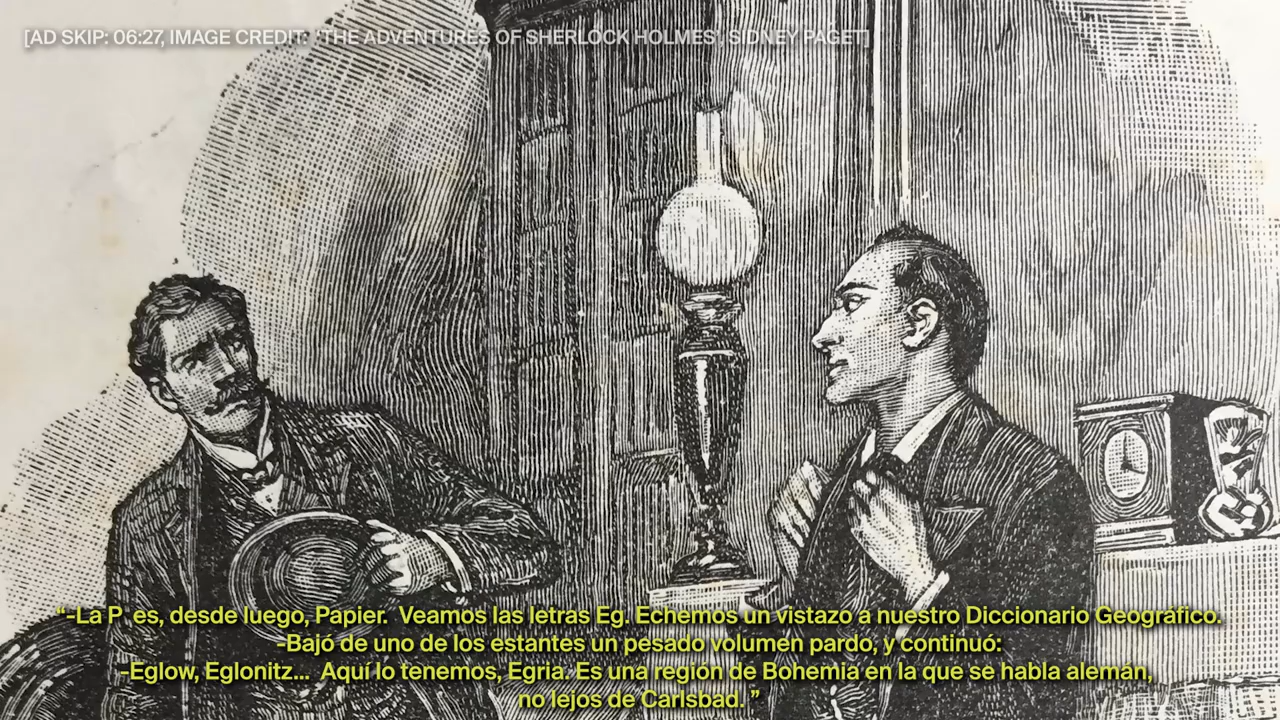 [AD SKIP: 06:27, IMAGE CREDIT: 'THE ADVENTURES OF SHERLOCK HOLMES', SIDNEY PAGET]
“-La P es, desde luego, Papier. Veamos las letras Eg. Echemos un vistazo a nuestro Diccionario Geográfico.
-Bajó de uno de los estantes un pesado volumen pardo, y continuó:
-Eglow, Eglonitz... Aquí lo tenemos, Egria. Es una región de Bohemia en la que se habla alemán,
no lejos de Carlsbad.”